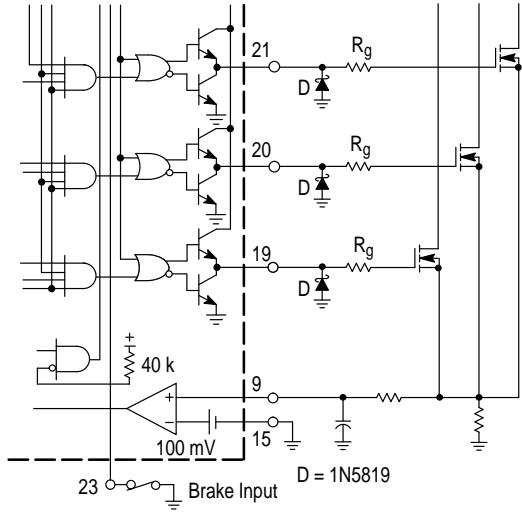 21
Rg
D
20
Rg
D
19
Rg
D
+
40 k
9
+
−
100 mV
15
D = 1N5819
23
Brake Input